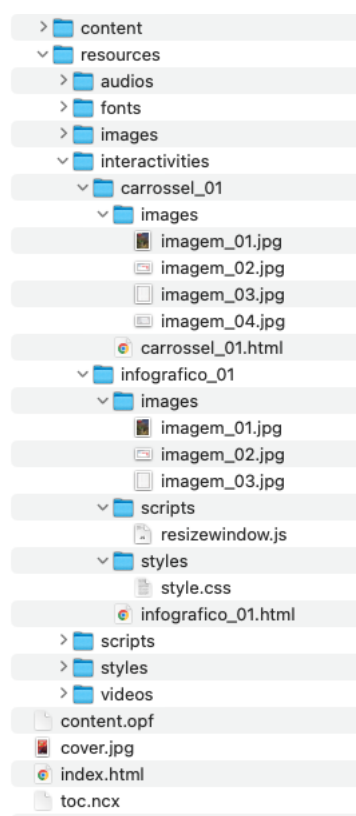 content
resources
audios
fonts
images
interactivities
carrossel_01
images
imagem_01.jpg
imagem_02.jpg
imagem_03.jpg
imagem_04.jpg
carrossel_01.html
infografico_01
images
imagem_01.jpg
imagem_02.jpg
imagem_03.jpg
scripts
resizewindow.js
styles
style.css
infografico_01.html
scripts
styles
videos
content.opf
cover.jpg
index.html
toc.ncx